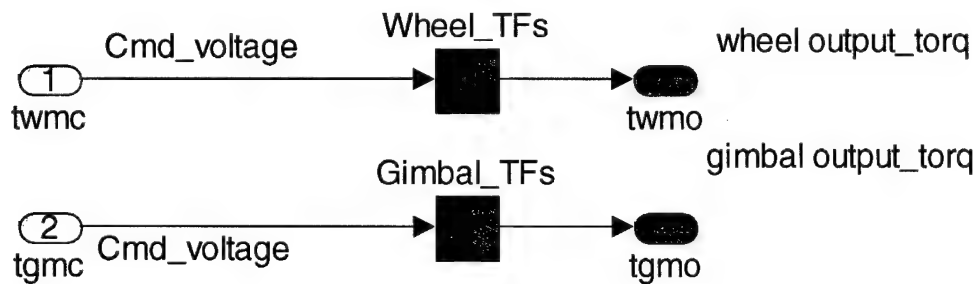 Wheel_TFs
Cmd_voltage
wheel output_torq
1
twmc
twmo
gimbal output_torq
Gimbal_TFs
2
Cmd_voltage
tgmc
tgmo